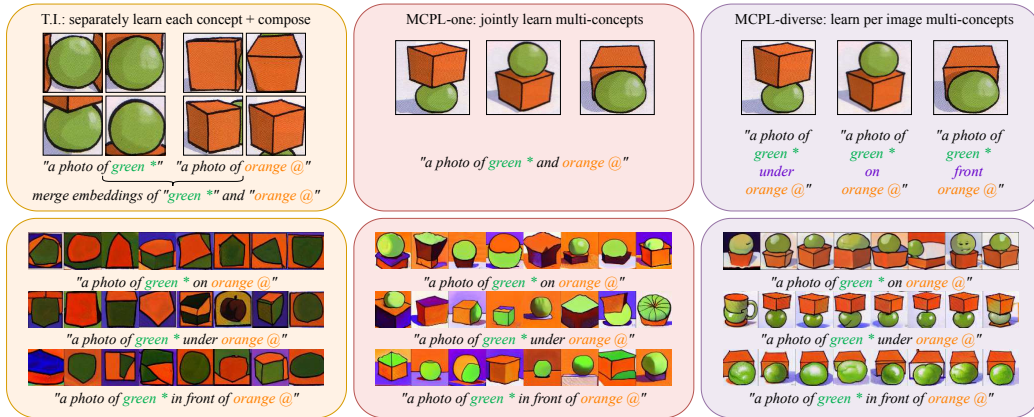 T.I.: separately learn each concept + compose
"a photo of green *" "a photo of orange @"
merge embeddings of "green *" and "orange @"
MCPL-one: jointly learn multi-concepts
"a photo of green * and orange @"
MCPL-diverse: learn per image multi-concepts
"a photo of
green *
under
orange @"
"a photo of
green *
on
orange @"
"a photo of
green *
front
orange @"
"a photo of green * on orange @"
"a photo of green * under orange @"
"a photo of green * in front of orange @"
"a photo of green * on orange @"
"a photo of green * under orange @"
"a photo of green * in front of orange @"
"a photo of green * on orange @"
"a photo of green * under orange @"
"a photo of green * in front of orange @"